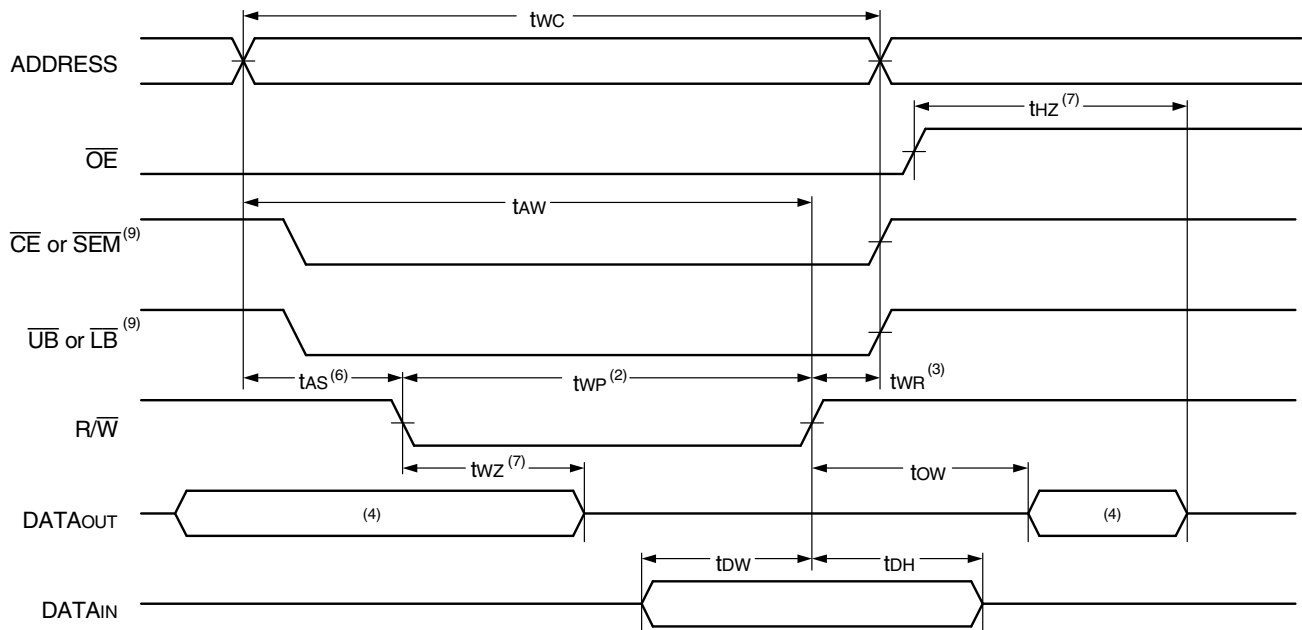 tWC
ADDRESS
tHZ (7)
OE
tAW
CE or SEM (9)
UB or LB (9)
tAS (6)
tWP (2)
tWR (3)
R/W
tWZ (7)
tOW
DATAOUT
(4)
(4)
tDW
tDH
DATAIN